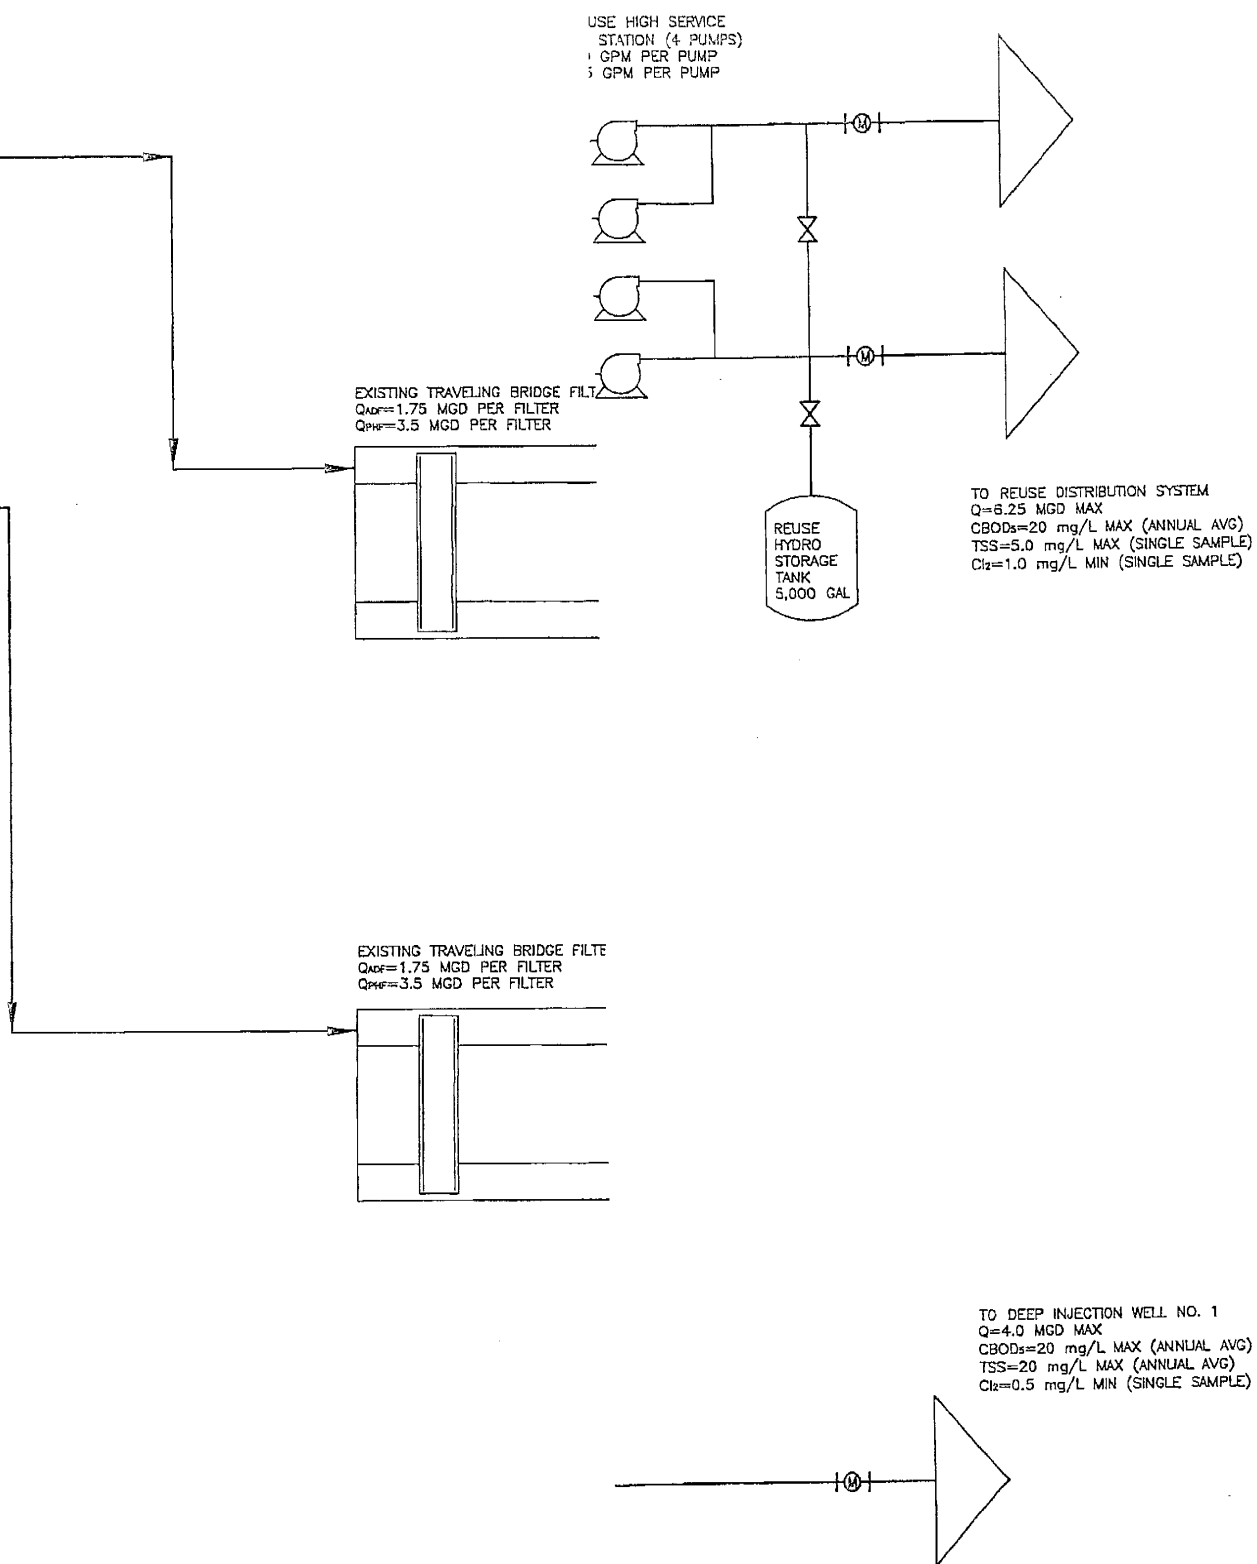 USE HIGH SERVICE
STATION (4 PUMPS)
GPM PER PUMP
GPM PER PUMP
M
M
EXISTING TRAVELING BRIDGE FILT
QADF=1.75 MGD PER FILTER
QPHF=3.5 MGD PER FILTER
TO REUSE DISTRIBUTION SYSTEM
Q=6.25 MGD MAX
CBOD5=20 mg/L MAX (ANNUAL AVG)
TSS=5.0 mg/L MAX (SINGLE SAMPLE)
Cl2=1.0 mg/L MIN (SINGLE SAMPLE)
REUSE
HYDRO
STORAGE
TANK
5,000 GAL
EXISTING TRAVELING BRIDGE FILTE
QADF=1.75 MGD PER FILTER
QPHF=3.5 MGD PER FILTER
TO DEEP INJECTION WELL NO. 1
Q=4.0 MGD MAX
CBOD5=20 mg/L MAX (ANNUAL AVG)
TSS=20 mg/L MAX (ANNUAL AVG)
Cl2=0.5 mg/L MIN (SINGLE SAMPLE)
M